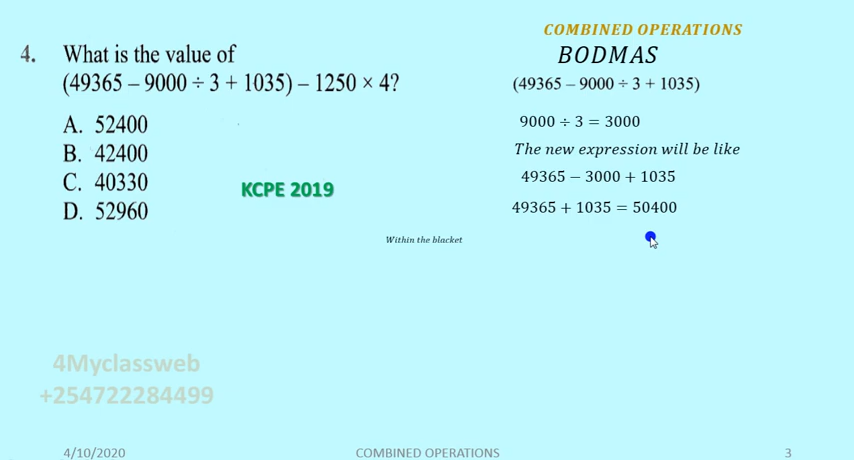 COMBINED OPERATIONS
BODMAS
4. What is the value of
(49365 – 9000 ÷ 3 + 1035) – 1250 × 4?
A. 52400
B. 42400
C. 40330
D. 52960
KCPE 2019
(49365 – 9000 ÷ 3 + 1035)
9000 ÷ 3 = 3000
The new expression will be like
49365 − 3000 + 1035
49365 + 1035 = 50400
Within the blacket
4Myclassweb
+254722284499
4/10/2020
COMBINED OPERATIONS
3